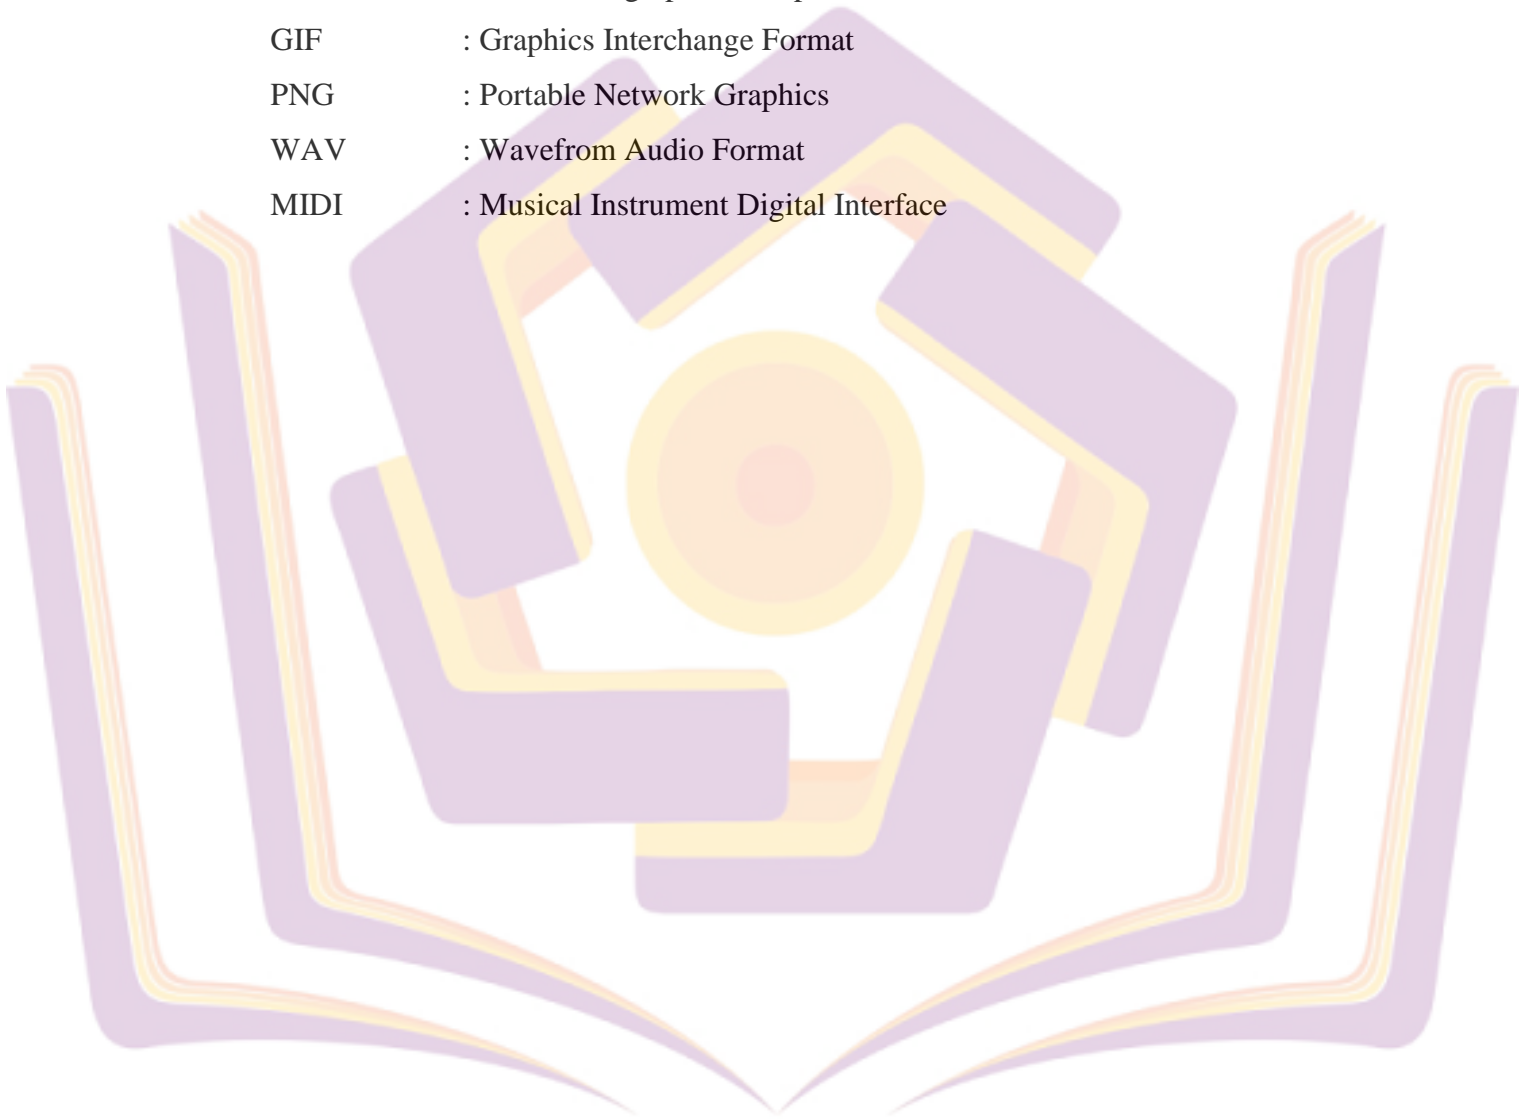 GIF : Graphics Interchange Format
PNG : Portable Network Graphics
WAV : Wavefrom Audio Format
MIDI : Musical Instrument Digital Interface